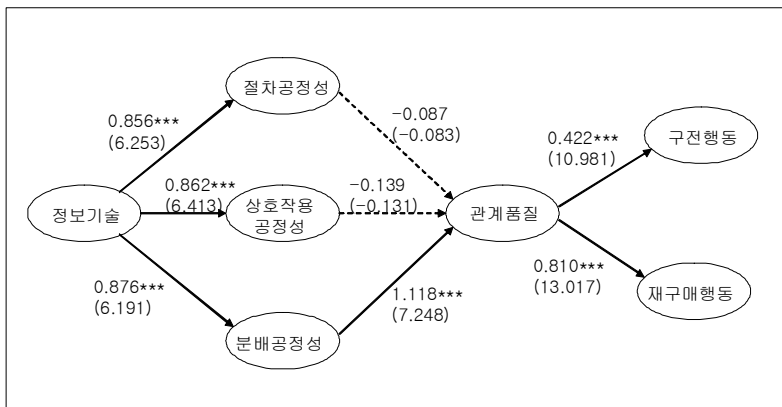 절차공정성
-0.087
(-0.083)
0.856***
(6.253)
0.422***
(10.981)
구전행동
정보기술
0.862***
(6.413)
상호작용
공정성
-0.139
(-0.131)
관계품질
0.876***
(6.191)
1.118***
(7.248)
0.810***
(13.017)
재구매행동
분배공정성